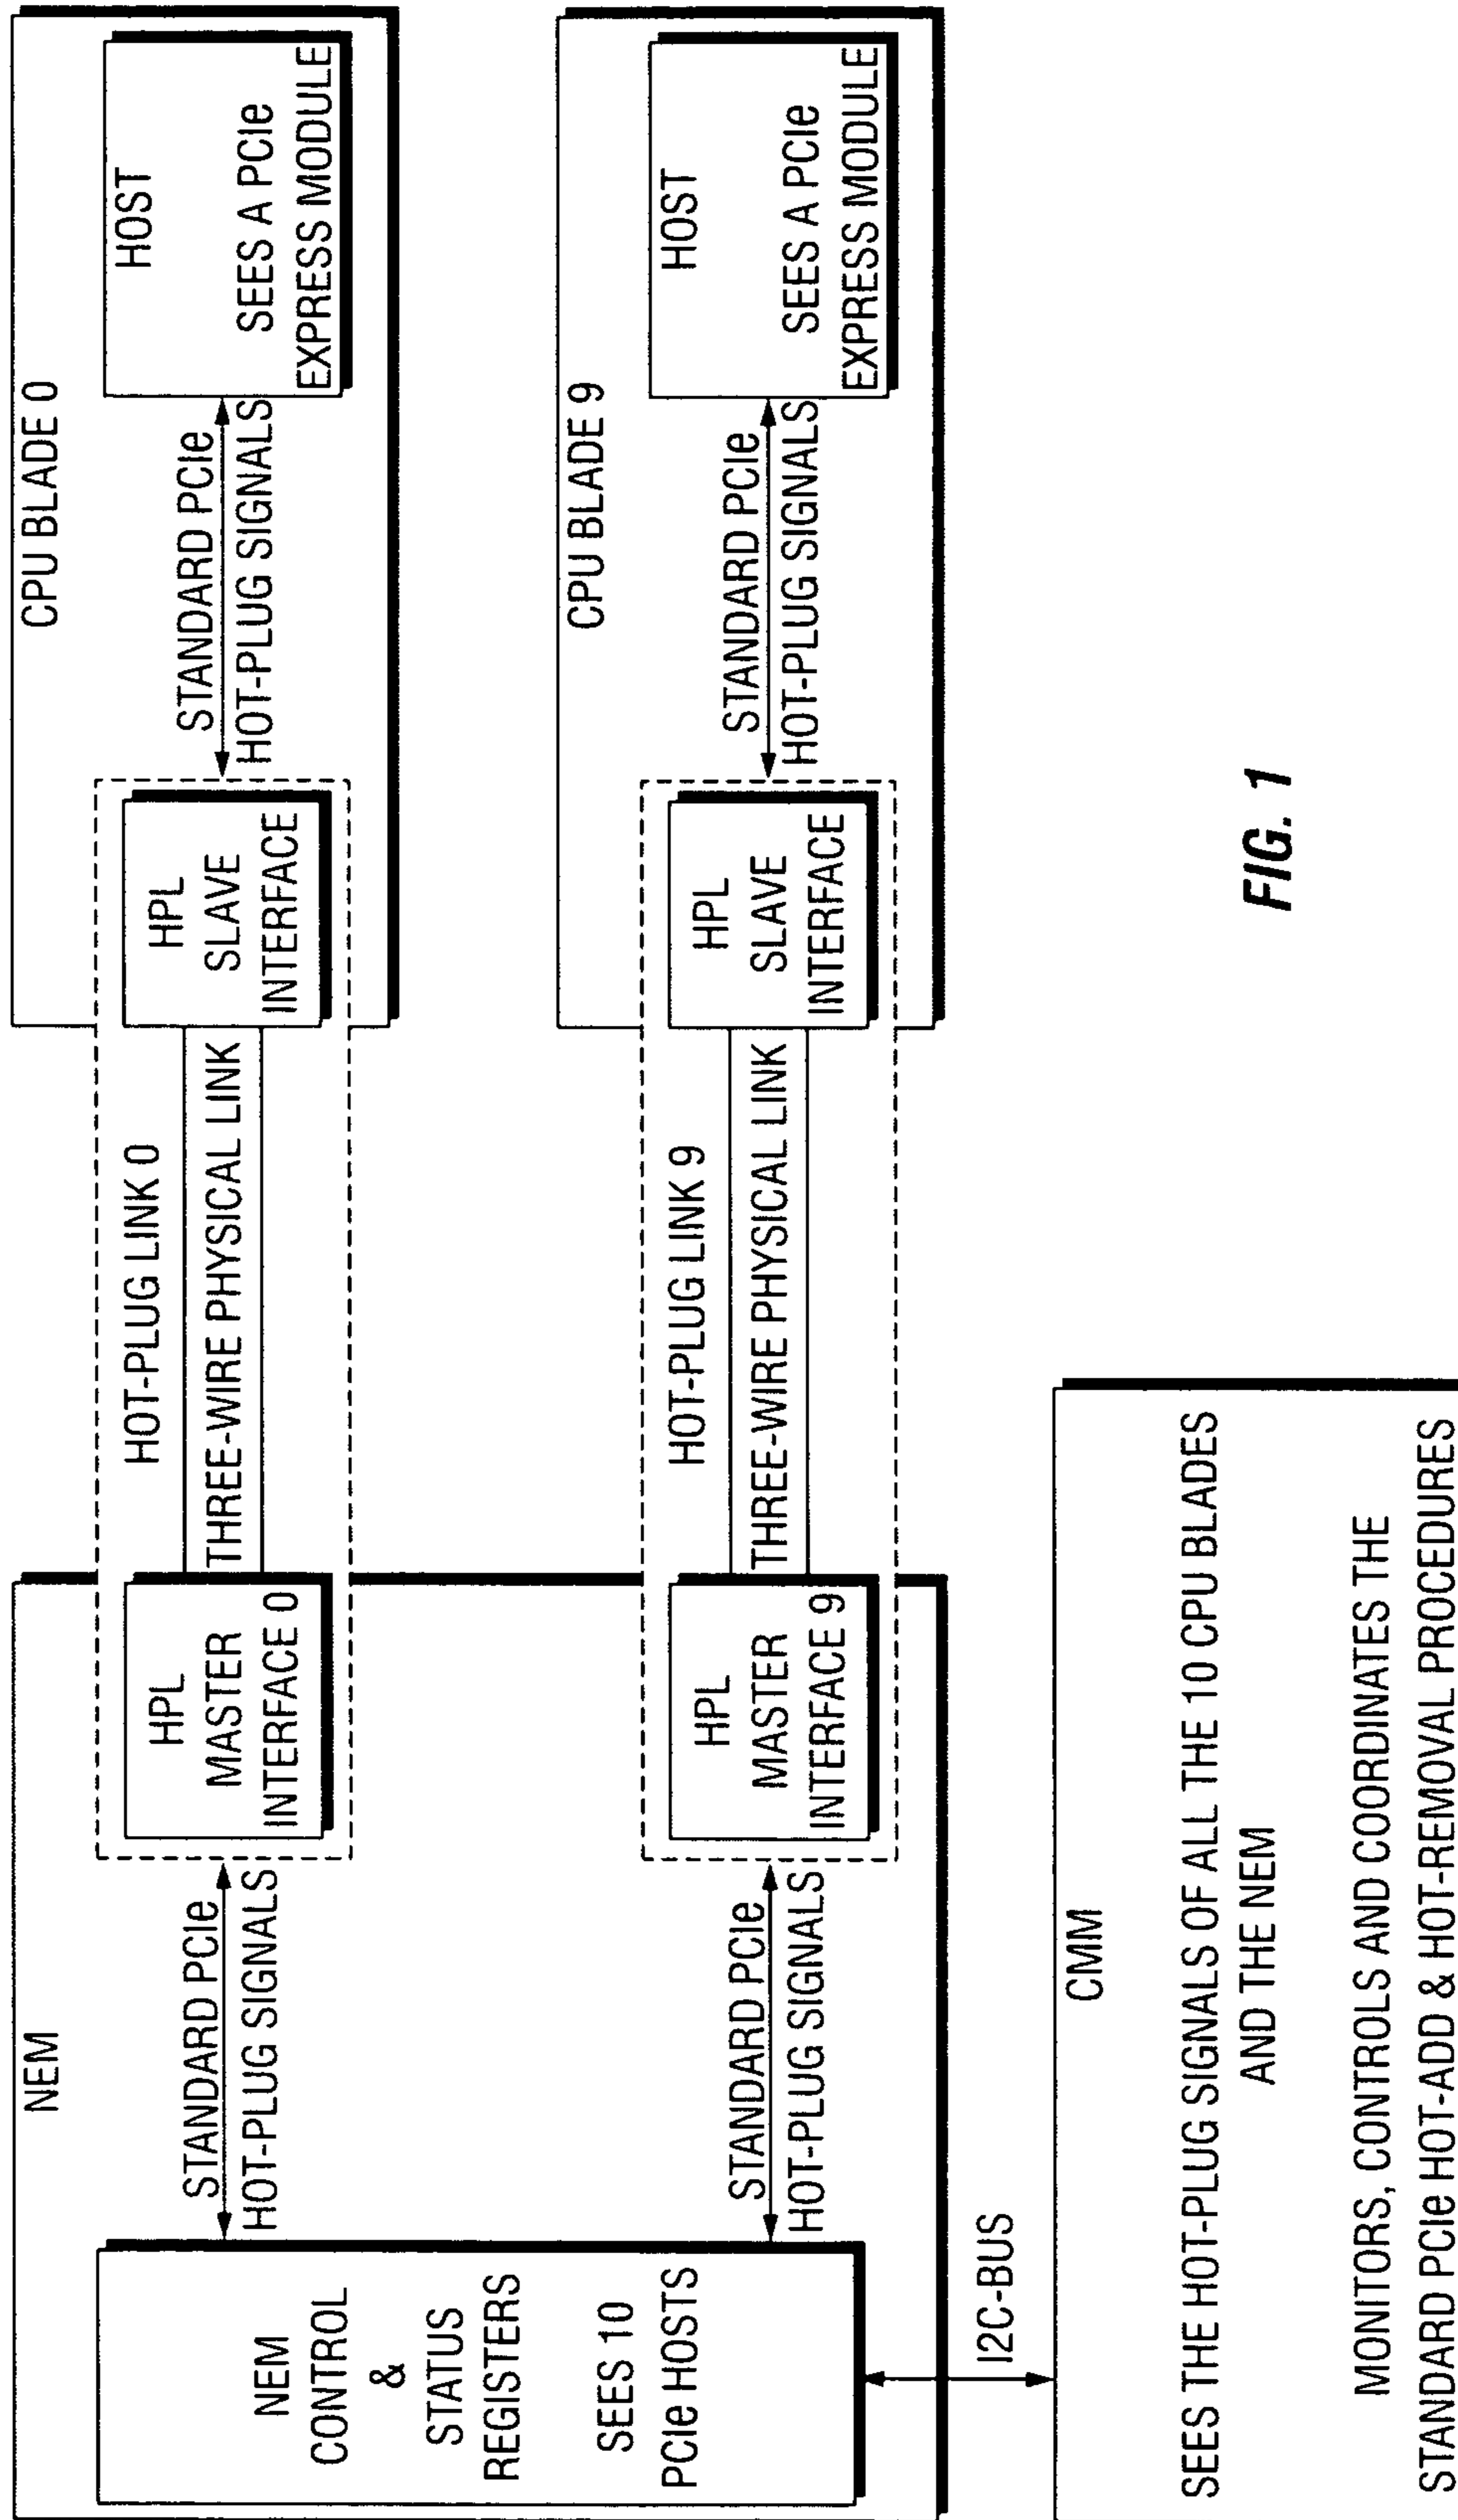 NEM
NEM
CONTROL
&
STATUS
REGISTERS
SEES 10
PCIe HOSTS
STANDARD PCIe
HOT-PLUG SIGNALS
HPL
MASTER
INTERFACE 0
HOT-PLUG LINK 0
THREE-WIRE PHYSICAL LINK
CPU BLADE 0
HPL
SLAVE
INTERFACE
STANDARD PCIe
HOT-PLUG SIGNALS
HOST
SEES A PCIe
EXPRESS MODULE
STANDARD PCIe
HOT-PLUG SIGNALS
HPL
MASTER
INTERFACE 9
HOT-PLUG LINK 9
THREE-WIRE PHYSICAL LINK
CPU BLADE 9
HPL
SLAVE
INTERFACE
STANDARD PCIe
HOT-PLUG SIGNALS
HOST
SEES A PCIe
EXPRESS MODULE
I2C-BUS
CMM
SEES THE HOT-PLUG SIGNALS OF ALL THE 10 CPU BLADES
AND THE NEM
MONITORS, CONTROLS AND COORDINATES THE
STANDARD PCIe HOT-ADD & HOT-REMOVAL PROCEDURES
FIG. 1